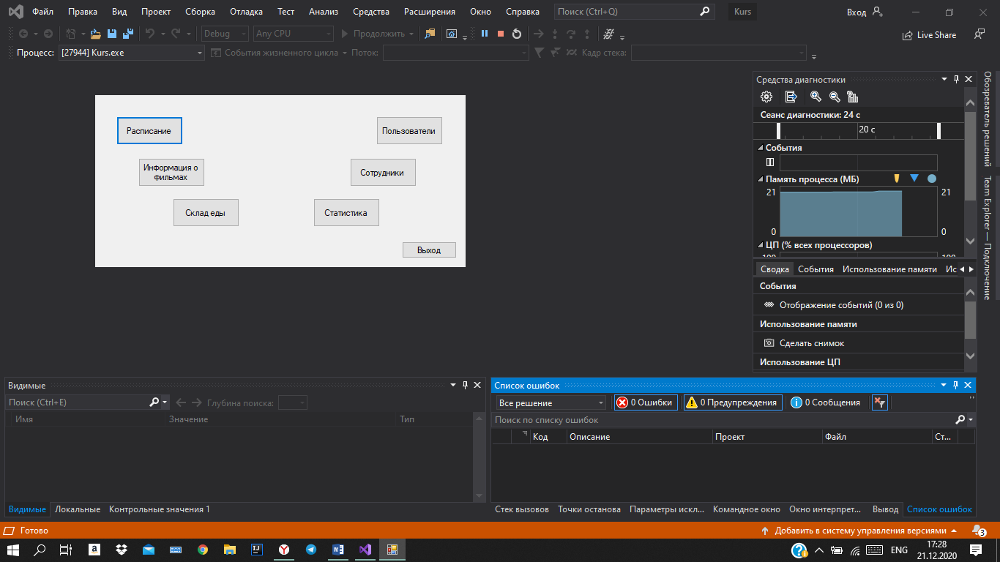 Файл Правка Вид Проект Сборка Отладка Тест Анализ Средства Расширения Окно Справка Поиск (Ctrl+Q) Kurs Вход
Debug Any CPU Продолжить Live Share
Процесс: [27944] Kurs.exe События жизненного цикла Поток: Кадр стека:
Расписание
Пользователи
Информация о
фильмах
Сотрудники
Склад еды
Статистика
Выход
Средства диагностики
Сеанс диагностики: 24 с
20 с
События
Память процесса (МБ)
21 21
0 0
ЦП (% всех процессоров)
100 100
Сводка События Использование памяти Ис
События
Отображение событий (0 из 0)
Использование памяти
Сделать снимок
Использование ЦП
Обозреватель решений
Team Explorer — Подключение
Видимые
Поиск (Ctrl+E) Глубина поиска:
Имя Значение Тип
Видимые Локальные Контрольные значения 1
Список ошибок
Все решение 0 Ошибки 0 Предупреждения 0 Сообщения
Поиск по списку ошибок
Код Описание Проект Файл Ст...
Стек вызовов Точки останова Параметры искл... Командное окно Окно интерпрет... Вывод Список ошибок
Готово Добавить в систему управления версиями 3
ENG 17:28
21.12.2020